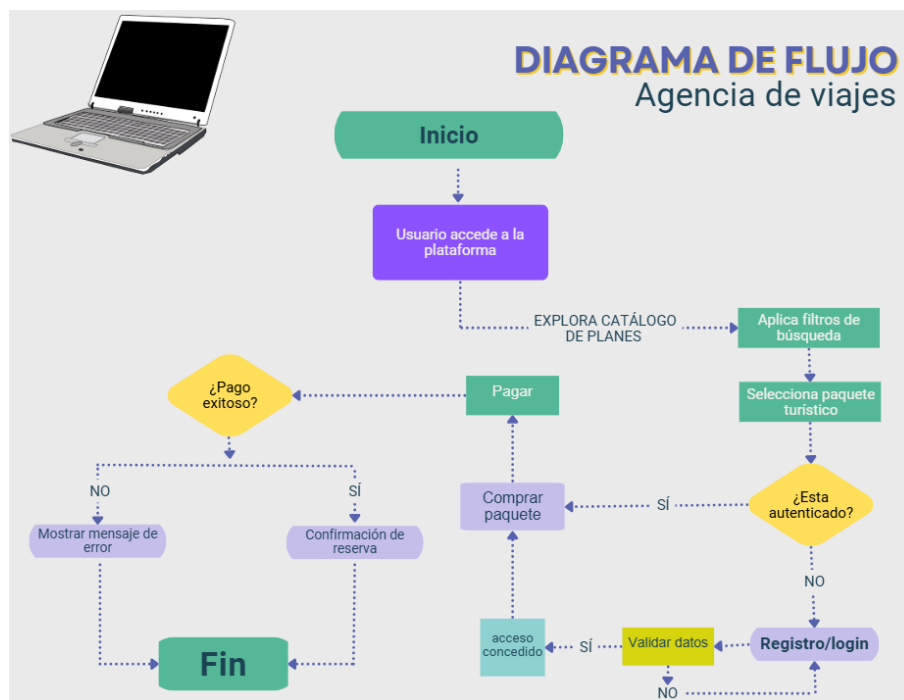 DIAGRAMA DE FLUJO
Agencia de viajes
Inicio
Usuario accede a la
plataforma
EXPLORA CATÁLOGO
DE PLANES
Aplica filtros de
búsqueda
Selecciona paquete
turístico
¿Esta
autenticado?
SÍ
NO
Registro/login
Validar datos
NO
SÍ
acceso
concedido
Comprar
paquete
Pagar
¿Pago
exitoso?
NO
SÍ
Mostrar mensaje de
error
Confirmación de
reserva
Fin